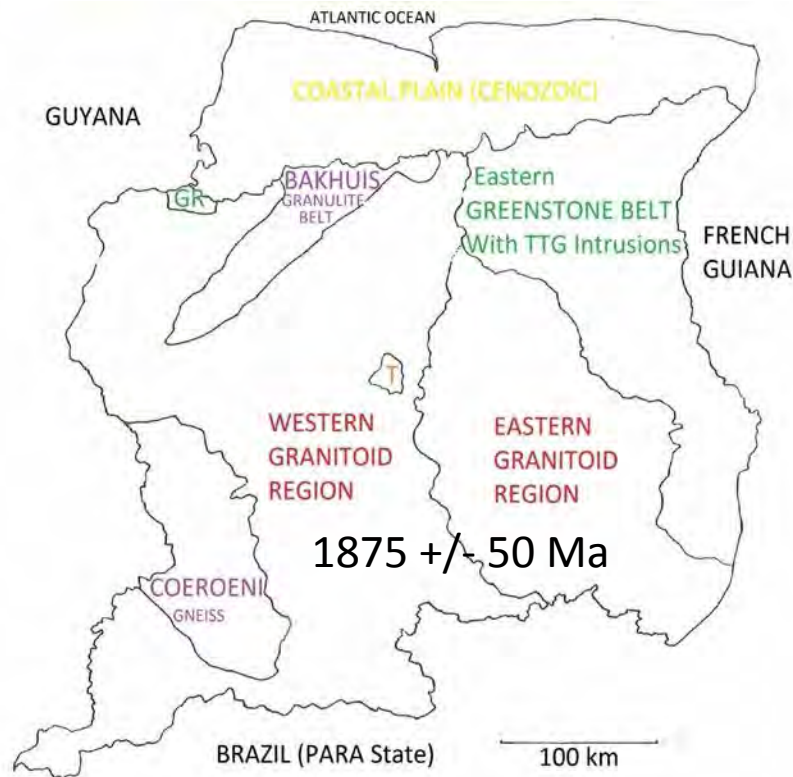 ATLANTIC OCEAN
COASTAL PLAIN (CENOZOIC)
GUYANA
GR
BAKHUIS
GRANULITE
BELT
Eastern
GREENSTONE BELT
With TTG Intrusions
FRENCH
GUIANA
T
WESTERN
GRANITOID
REGION
EASTERN
GRANITOID
REGION
1875 +/- 50 Ma
COEROENI
GNEISS
BRAZIL (PARA State)
100 km